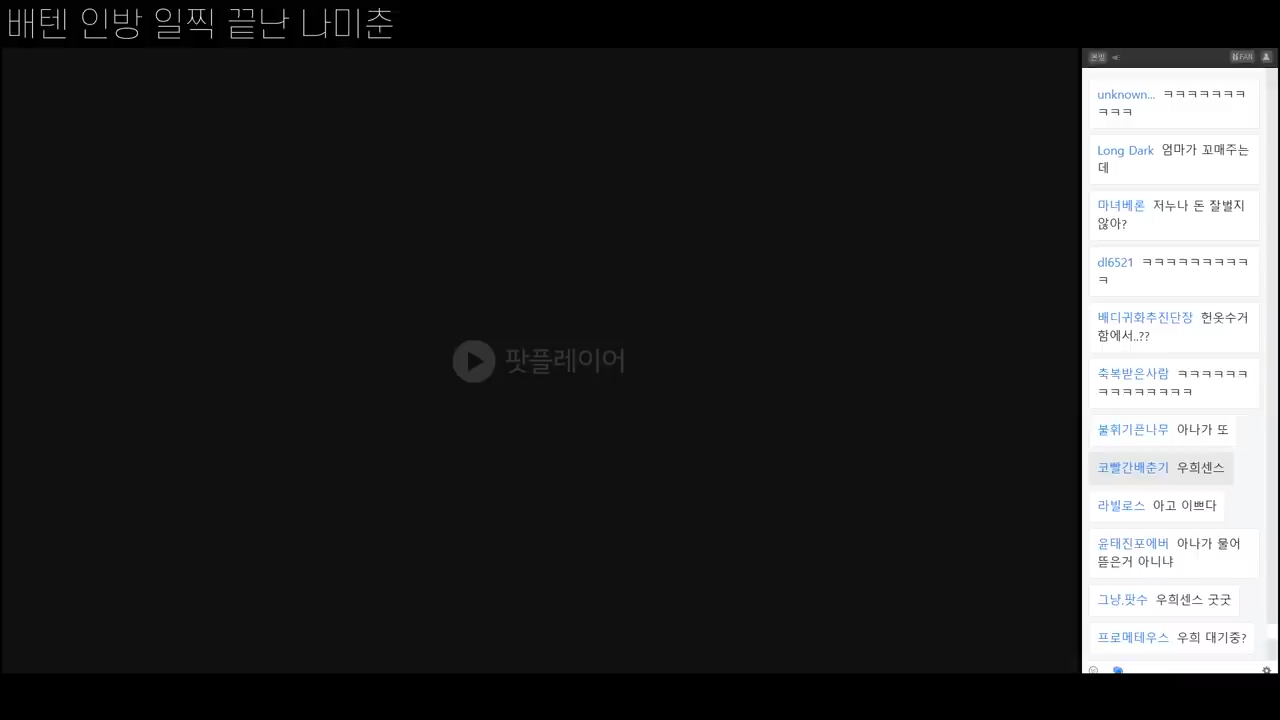 배텐 인방 일찍 끝난 나미춘
본방
FAN
팟플레이어
unknown... ㅋㅋㅋㅋㅋㅋㅋ
ㅋㅋㅋ
Long Dark 엄마가 꼬매주는
데
마녀베론 저누나 돈 잘벌지
않아?
dl6521 ㅋㅋㅋㅋㅋㅋㅋㅋㅋ
ㅋ
배디귀화추진단장 헌옷수거
함에서..??
축복받은사람 ㅋㅋㅋㅋㅋㅋ
ㅋㅋㅋㅋㅋㅋㅋㅋ
불휘기픈나무 아나가 또
코빨간배춘기 우희센스
라빌로스 아고 이쁘다
윤태진포에버 아나가 물어
뜯은거 아니냐
그냥.팟수 우희센스 굿굿
프로메테우스 우희 대기중?